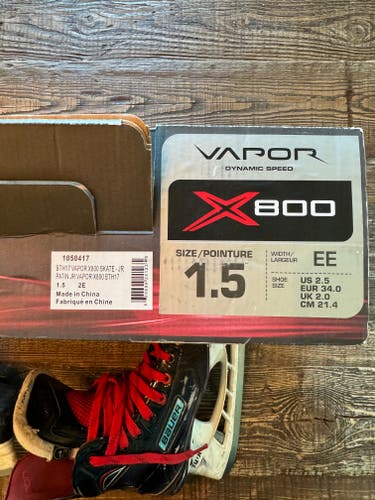 VAPOR
DYNAMIC SPEED
X800
SIZE/POINTURE
1.5
WIDTH/
LARGEUR
EE
SHOE
SIZE
US 2.5
EUR 34.0
UK 2.0
CM 21.4
1050417
BTH17 VAPOR X800 SKATE - JR
PATIN JR VAPOR X800 BTH17
1.5 2E
Made in China
Fabriqué en Chine
BAUER